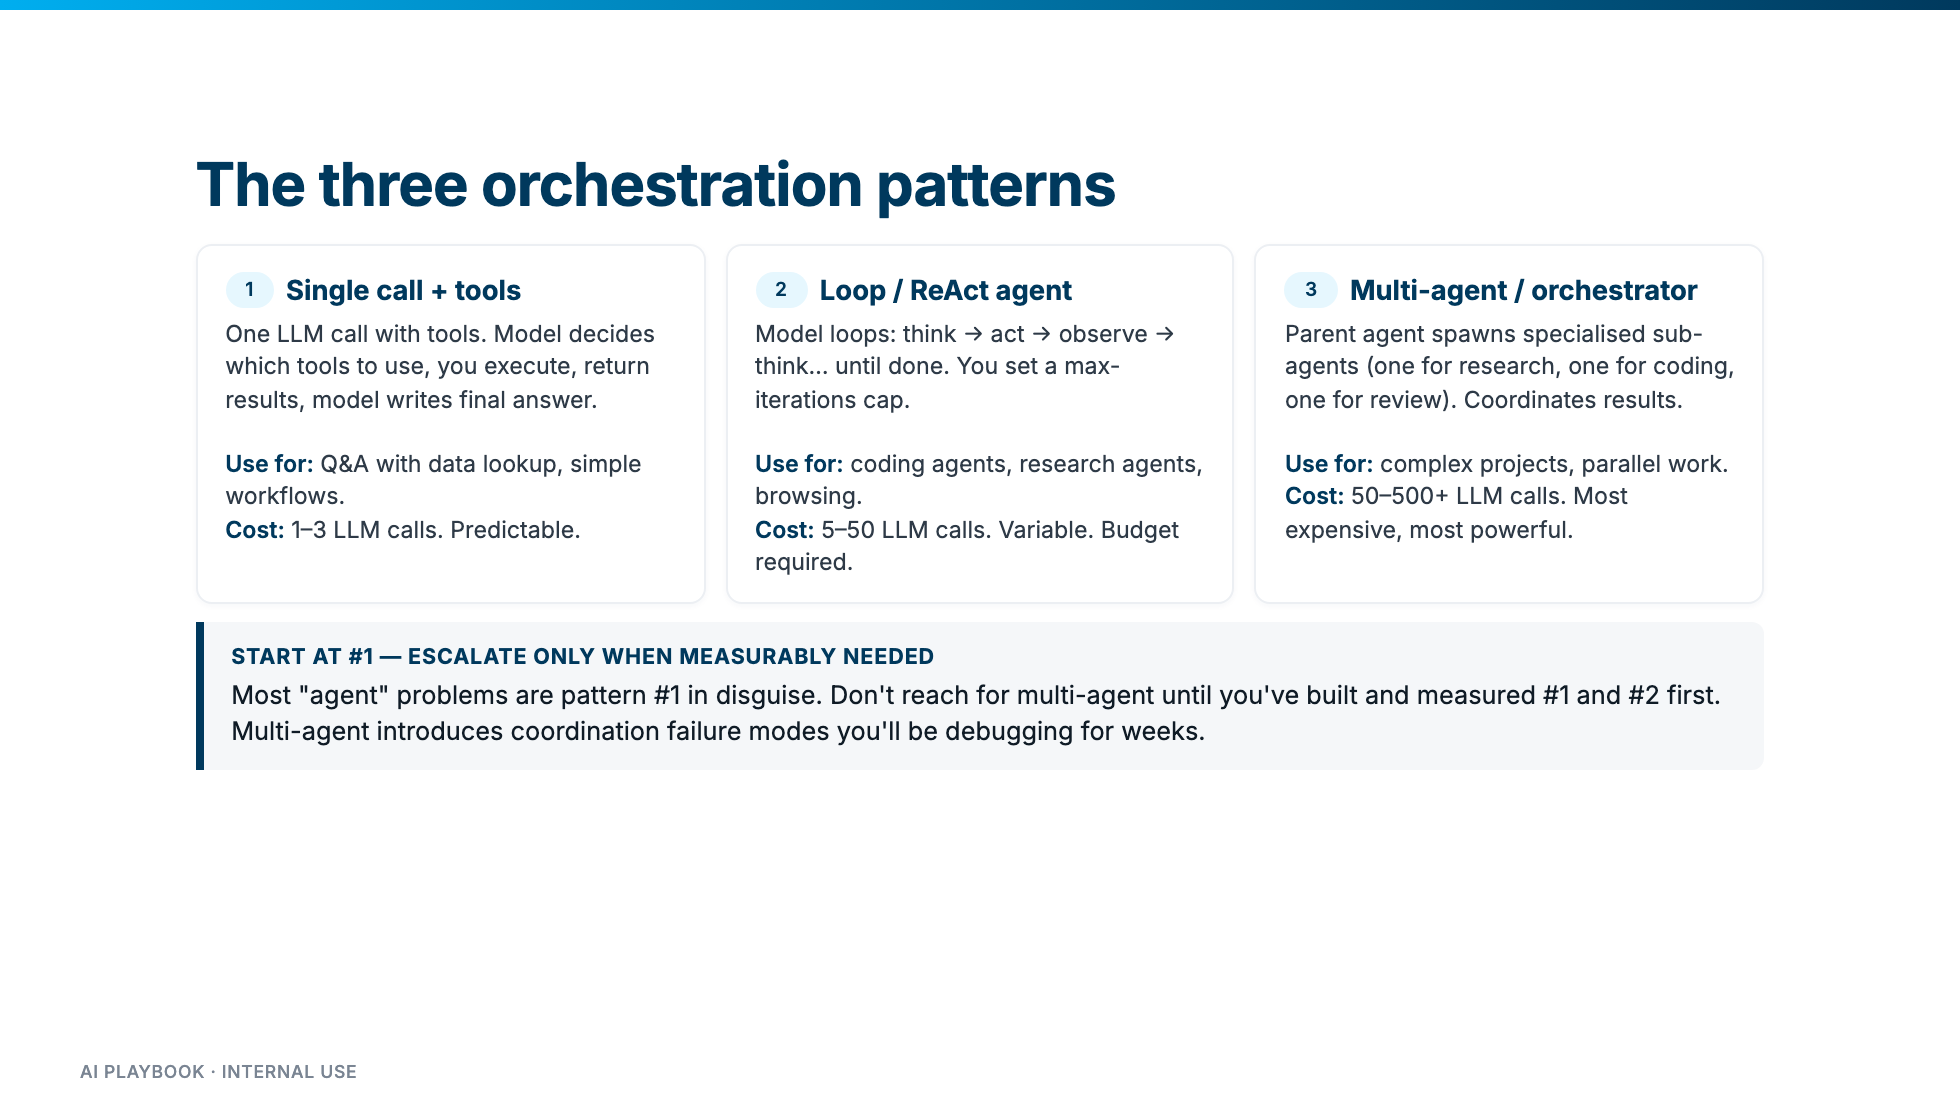 The three orchestration patterns
1 Single call + tools
One LLM call with tools. Model decides
which tools to use, you execute, return
results, model writes final answer.
Use for: Q&A with data lookup, simple
workflows.
Cost: 1–3 LLM calls. Predictable.
2 Loop / ReAct agent
Model loops: think → act → observe →
think... until done. You set a max-
iterations cap.
Use for: coding agents, research agents,
browsing.
Cost: 5–50 LLM calls. Variable. Budget
required.
3 Multi-agent / orchestrator
Parent agent spawns specialised sub-
agents (one for research, one for coding,
one for review). Coordinates results.
Use for: complex projects, parallel work.
Cost: 50–500+ LLM calls. Most
expensive, most powerful.
START AT #1 — ESCALATE ONLY WHEN MEASURABLY NEEDED
Most "agent" problems are pattern #1 in disguise. Don't reach for multi-agent until you've built and measured #1 and #2 first.
Multi-agent introduces coordination failure modes you'll be debugging for weeks.
AI PLAYBOOK · INTERNAL USE